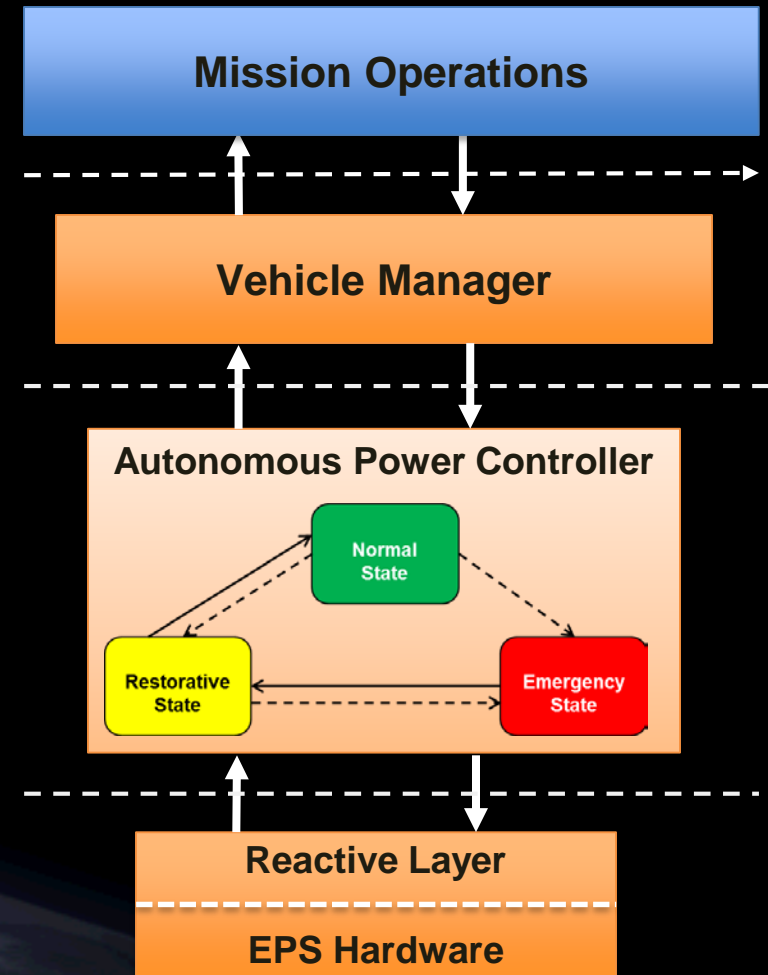 Mission Operations
Vehicle Manager
Autonomous Power Controller
Normal
State
Restorative
State
Emergency
State
Reactive Layer
EPS Hardware